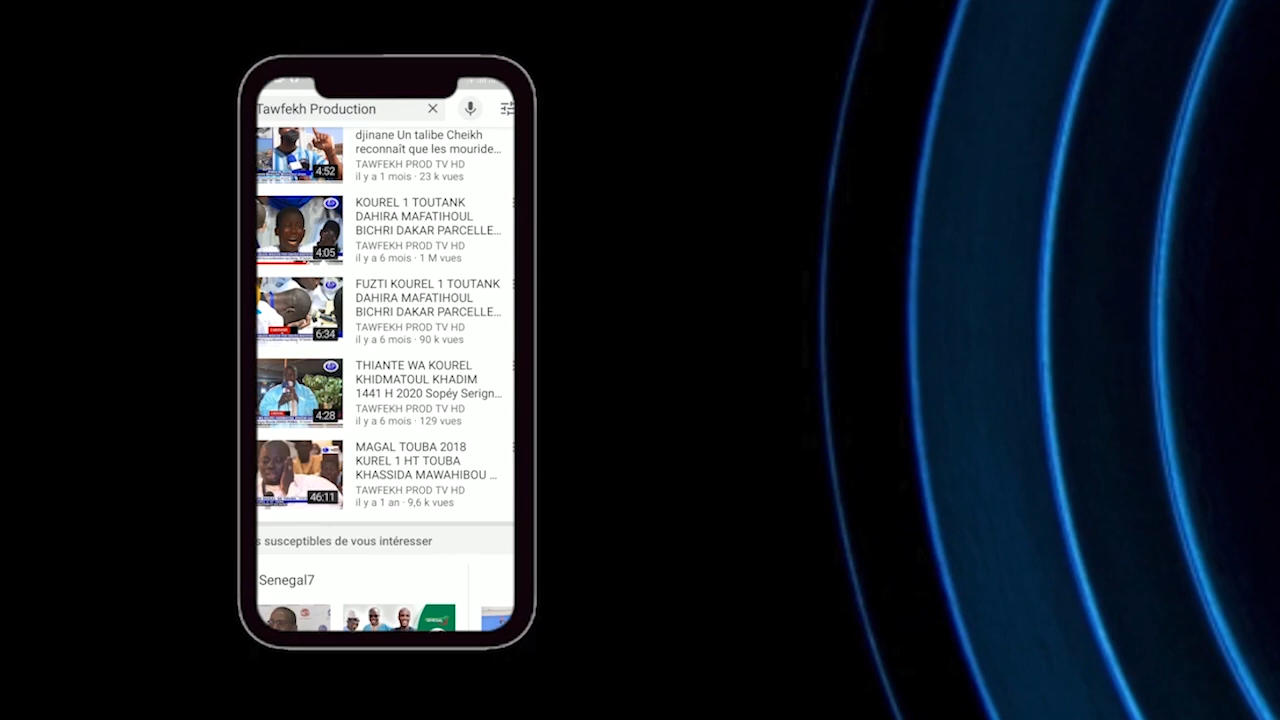 Tawfekh Production
djinane Un talibe Cheikh
reconnaît que les mouride...
TAWFEKH PROD TV HD
il y a 1 mois · 23 k vues
4:52
KOUREL 1 TOUTANK
DAHIRA MAFATIHOUL
BICHRI DAKAR PARCELLE...
TAWFEKH PROD TV HD
il y a 6 mois · 1 M vues
4:05
FUZTI KOUREL 1 TOUTANK
DAHIRA MAFATIHOUL
BICHRI DAKAR PARCELLE...
TAWFEKH PROD TV HD
il y a 6 mois · 90 k vues
6:34
THIANTE WA KOUREL
KHIDMATOUL KHADIM
1441 H 2020 Sopéy Serign...
TAWFEKH PROD TV HD
il y a 6 mois · 129 vues
4:28
MAGAL TOUBA 2018
KUREL 1 HT TOUBA
KHASSIDA MAWAHIBOU ...
TAWFEKH PROD TV HD
il y a 1 an · 9,6 k vues
46:11
s susceptibles de vous intéresser
Senegal7